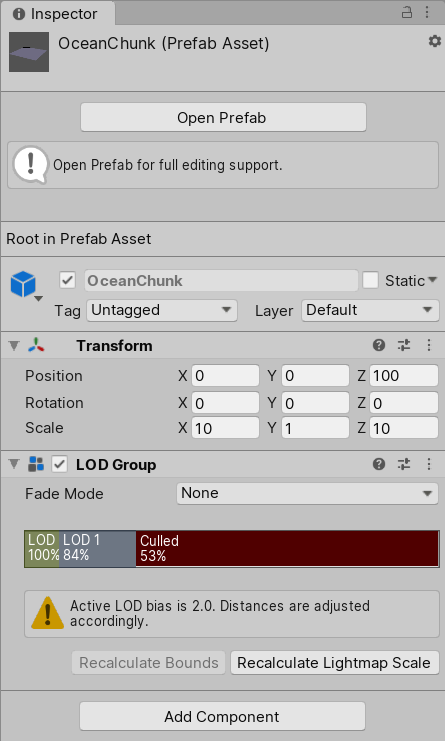 Inspector
OceanChunk (Prefab Asset)
Open Prefab
Open Prefab for full editing support.
Root in Prefab Asset
OceanChunk Static
Tag Untagged Layer Default
Transform
Position X 0 Y 0 Z 100
Rotation X 0 Y 0 Z 0
Scale X 10 Y 1 Z 10
LOD Group
Fade Mode None
LOD LOD 1 Culled
100% 84% 53%
Active LOD bias is 2.0. Distances are adjusted
accordingly.
Recalculate Bounds Recalculate Lightmap Scale
Add Component